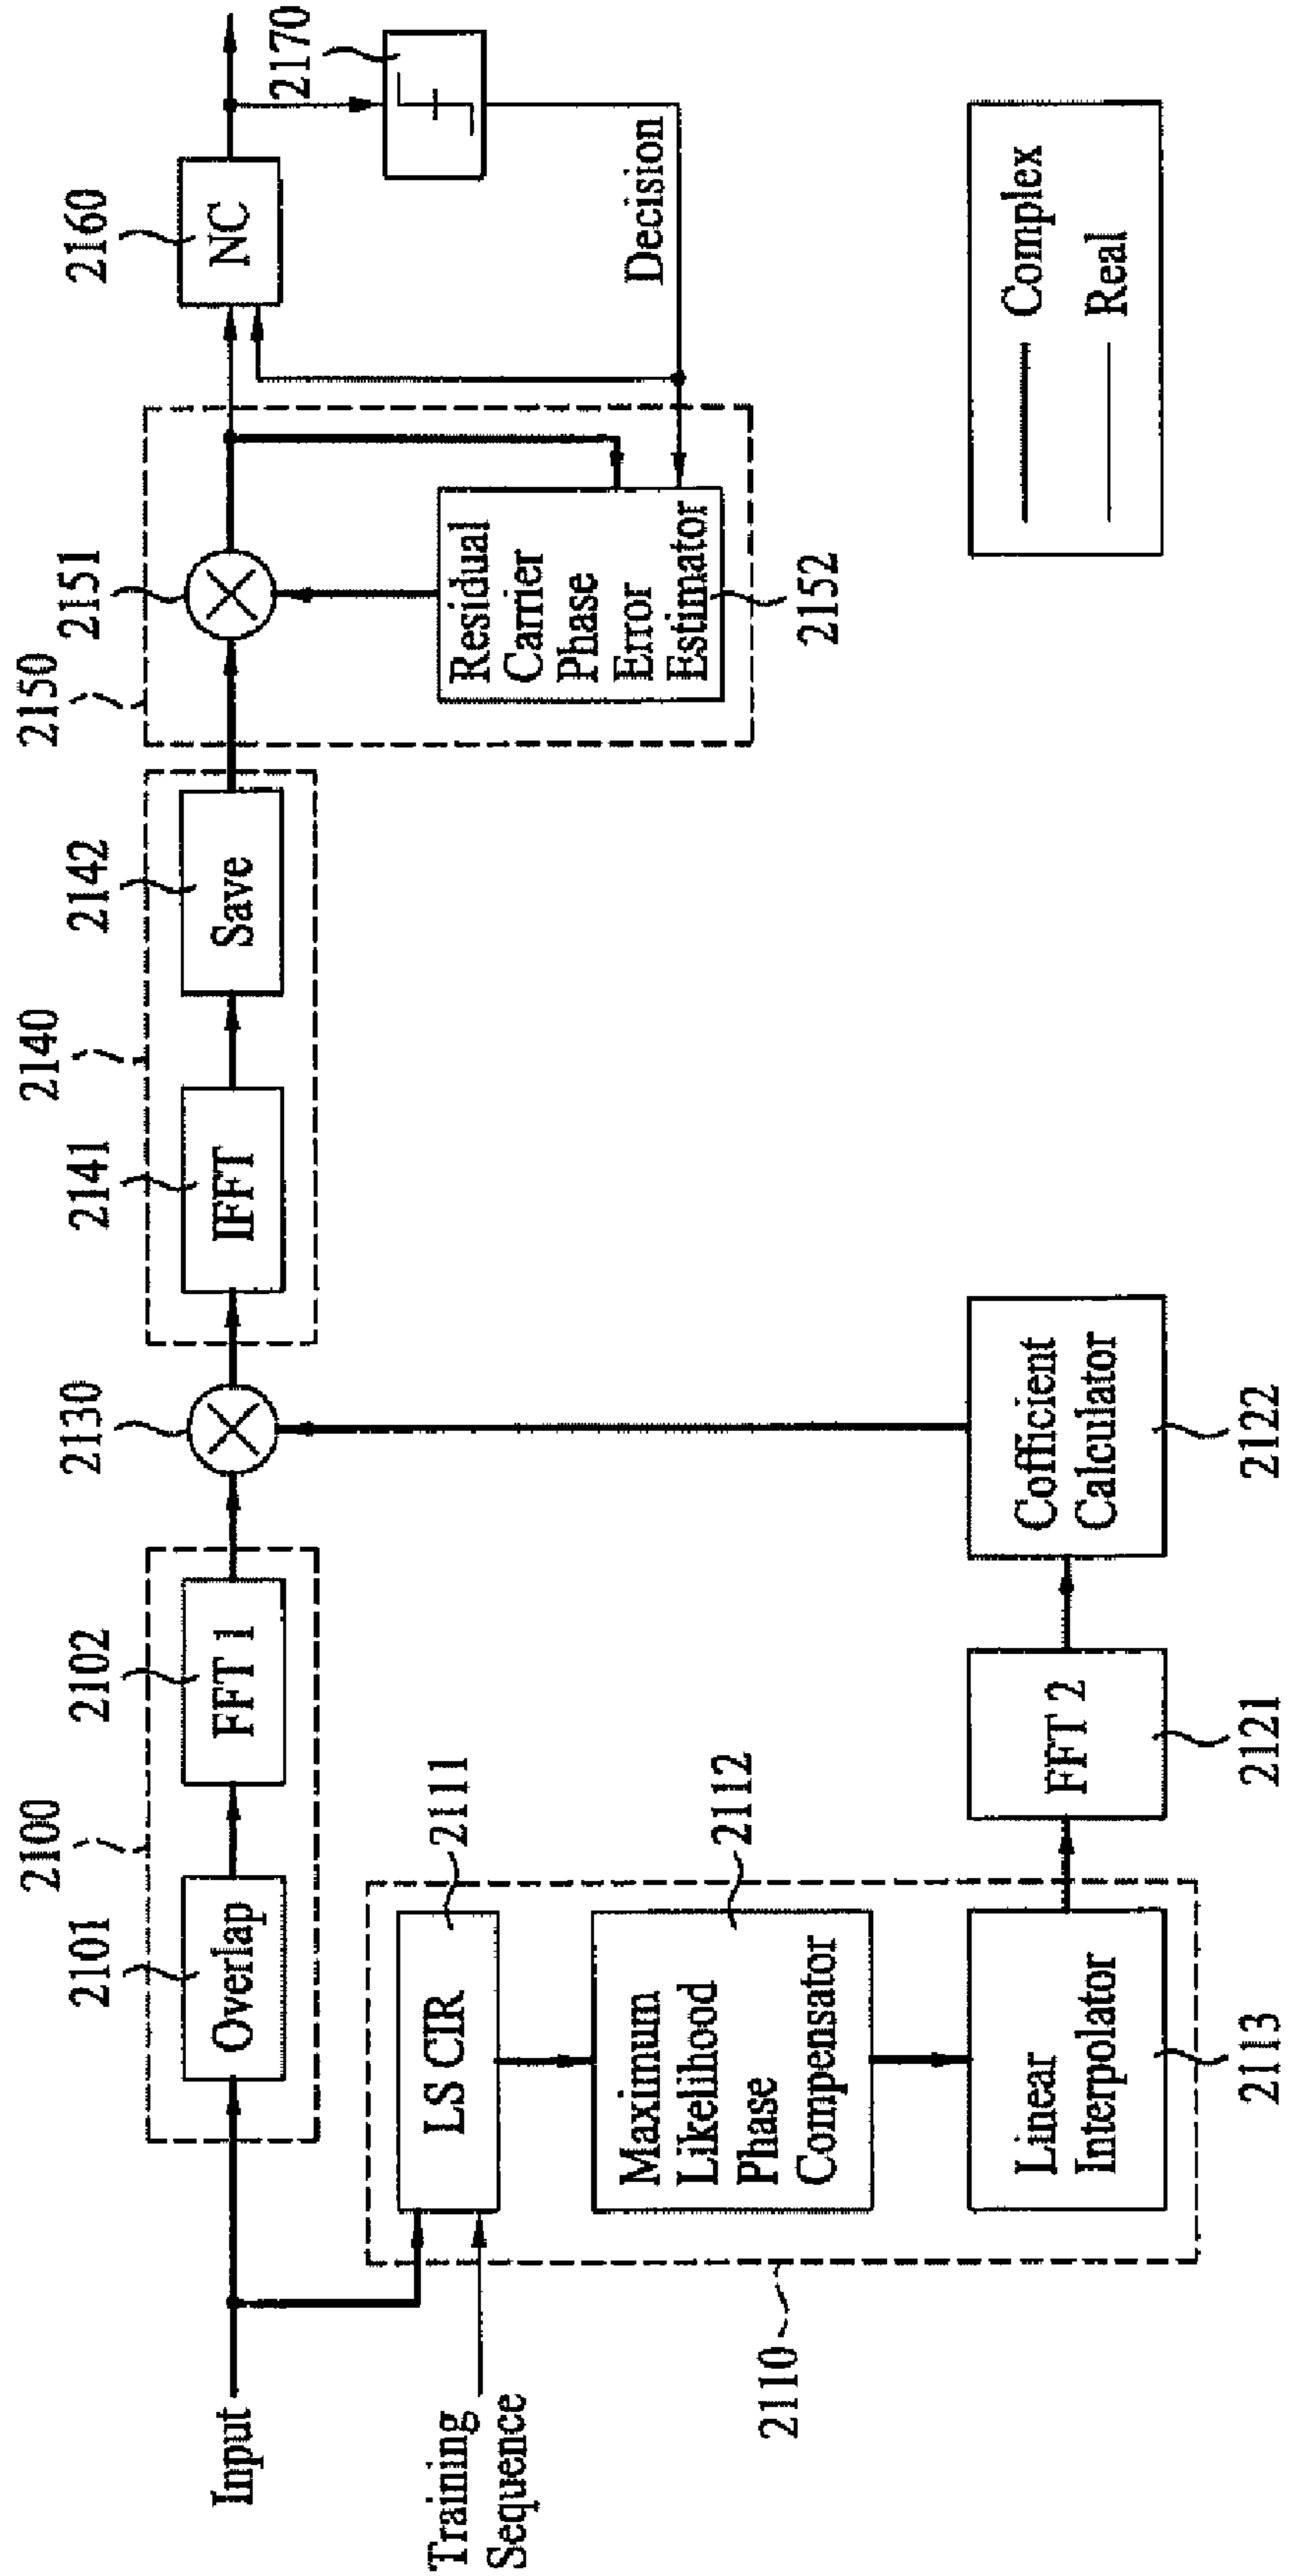 2150
2151
2160
2170
2100
2101
2102
2130
2140
2141
2142
Input
Overlap
FFT 1
IFFT
Save
NC
Training
Sequence
LS CIR
2111
Maximum
Likelihood
Phase
Compensator
2112
2110
Linear
Interpolator
2113
FFT 2
2121
Cofficient
Calculator
2122
Residual
Carrier
Phase
Error
Estimator
2152
Decision
Complex
Real